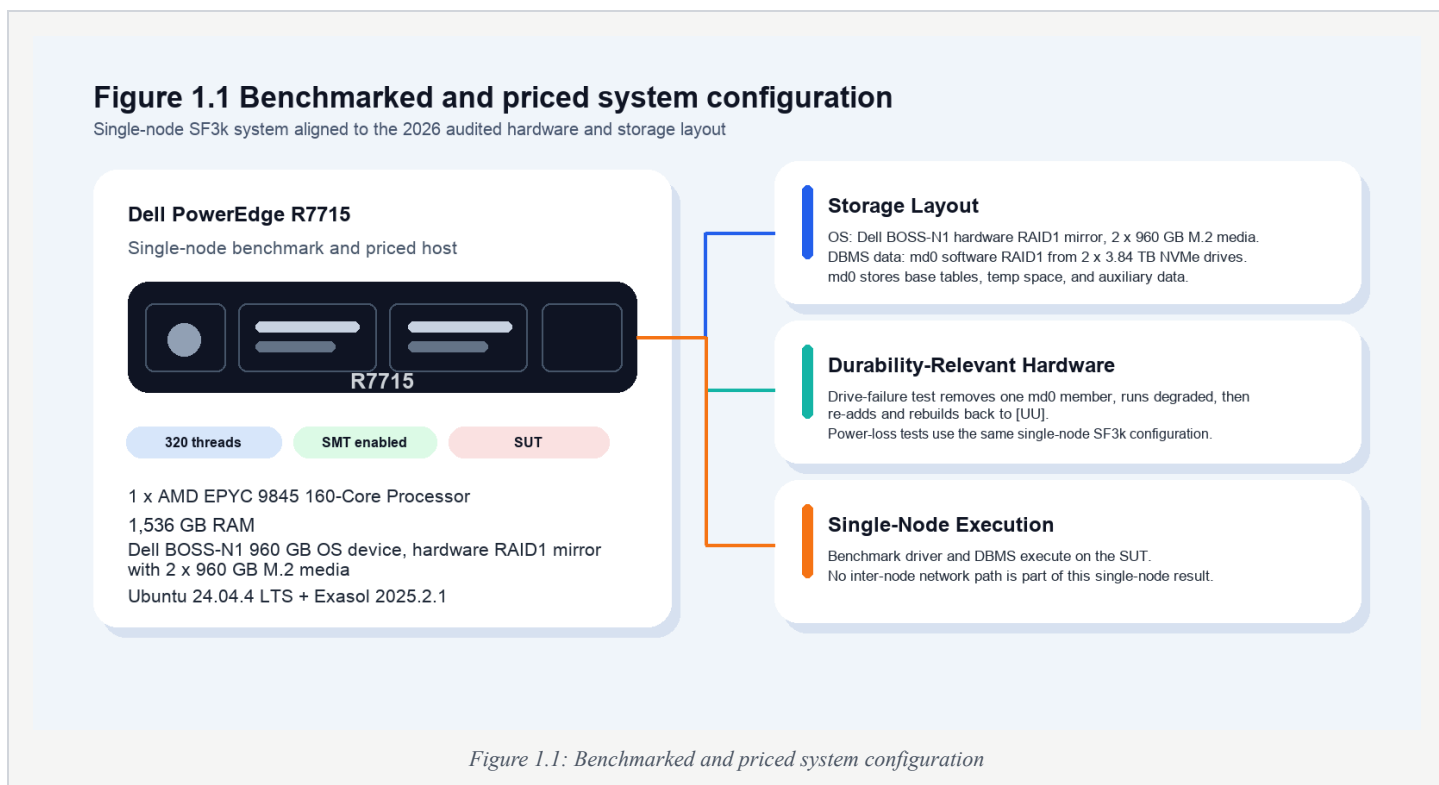 Figure 1.1 Benchmarked and priced system configuration
Single-node SF3k system aligned to the 2026 audited hardware and storage layout
Dell PowerEdge R7715
Single-node benchmark and priced host
R7715
320 threads
SMT enabled
SUT
1 x AMD EPYC 9845 160-Core Processor
1,536 GB RAM
Dell BOSS-N1 960 GB OS device, hardware RAID1 mirror
with 2 x 960 GB M.2 media
Ubuntu 24.04.4 LTS + Exasol 2025.2.1
Storage Layout
OS: Dell BOSS-N1 hardware RAID1 mirror, 2 x 960 GB M.2 media.
DBMS data: md0 software RAID1 from 2 x 3.84 TB NVMe drives.
md0 stores base tables, temp space, and auxiliary data.
Durability-Relevant Hardware
Drive-failure test removes one md0 member, runs degraded, then
re-adds and rebuilds back to [UU].
Power-loss tests use the same single-node SF3k configuration.
Single-Node Execution
Benchmark driver and DBMS execute on the SUT.
No inter-node network path is part of this single-node result.
Figure 1.1: Benchmarked and priced system configuration